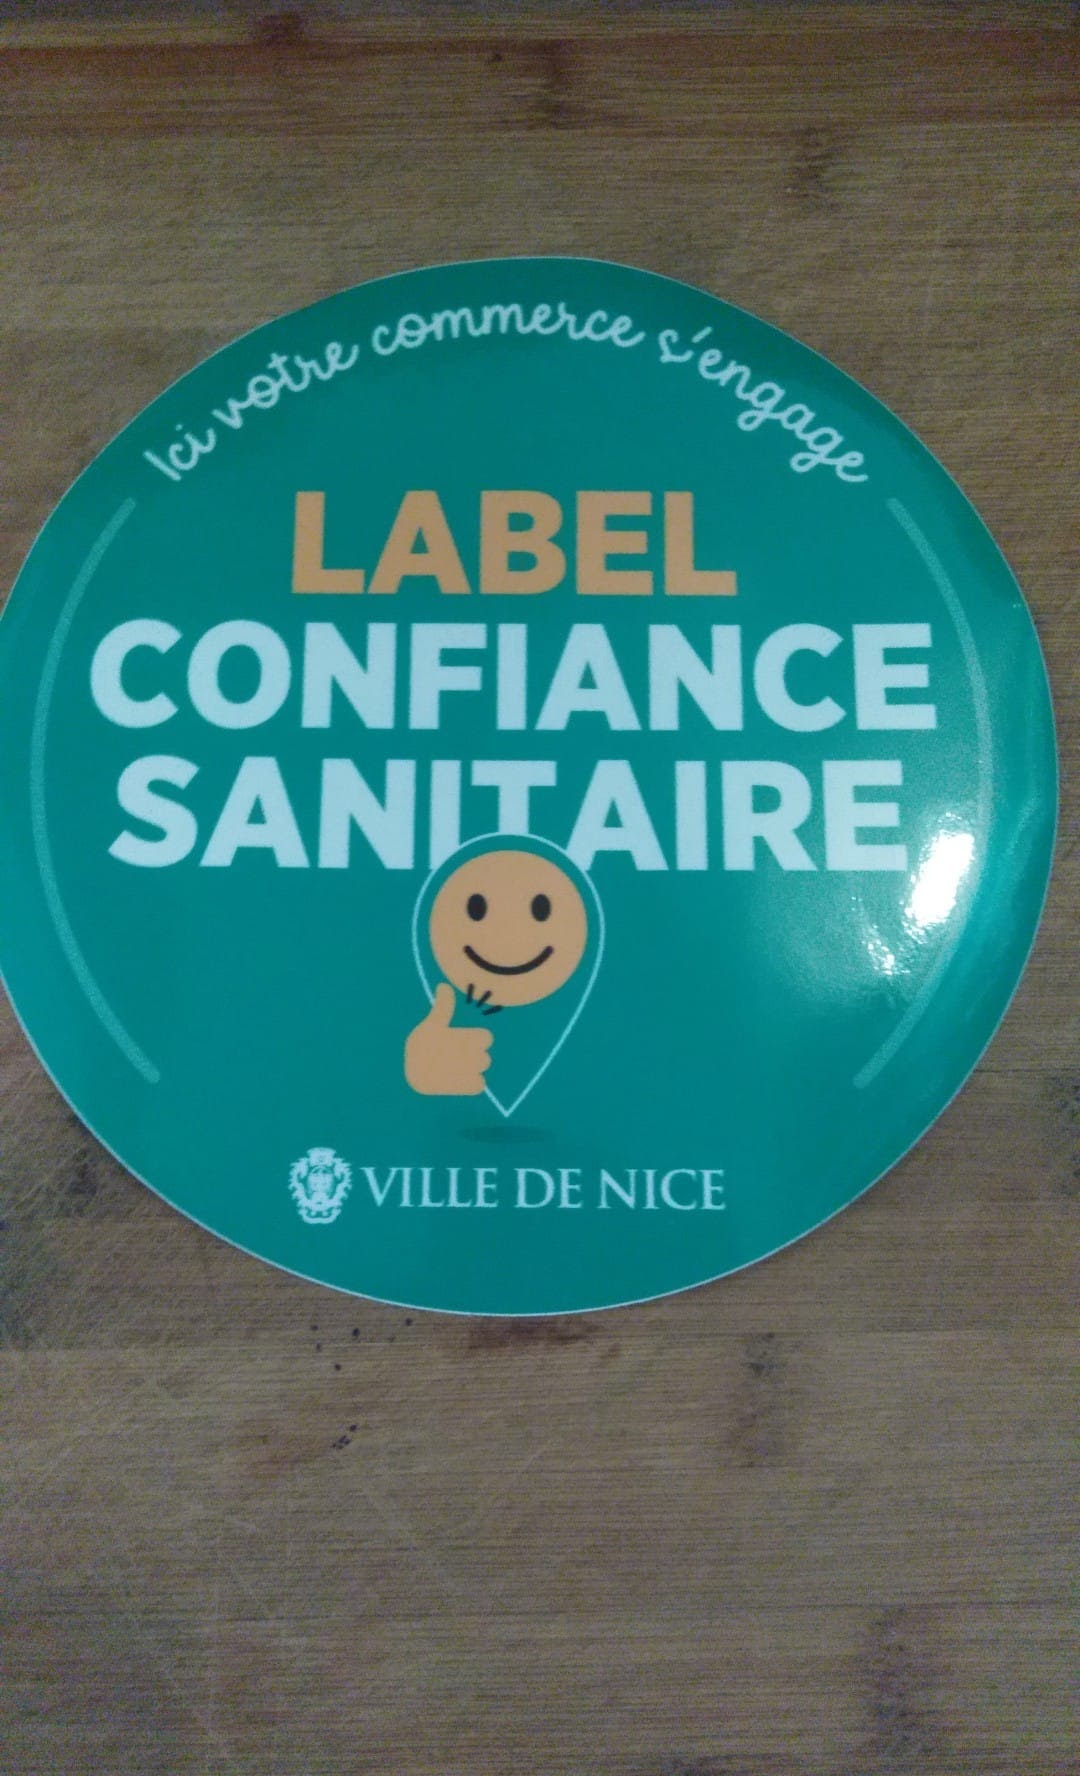 Ici votre commerce s'engage
LABEL
CONFIANCE
SANITAIRE
VILLE DE NICE